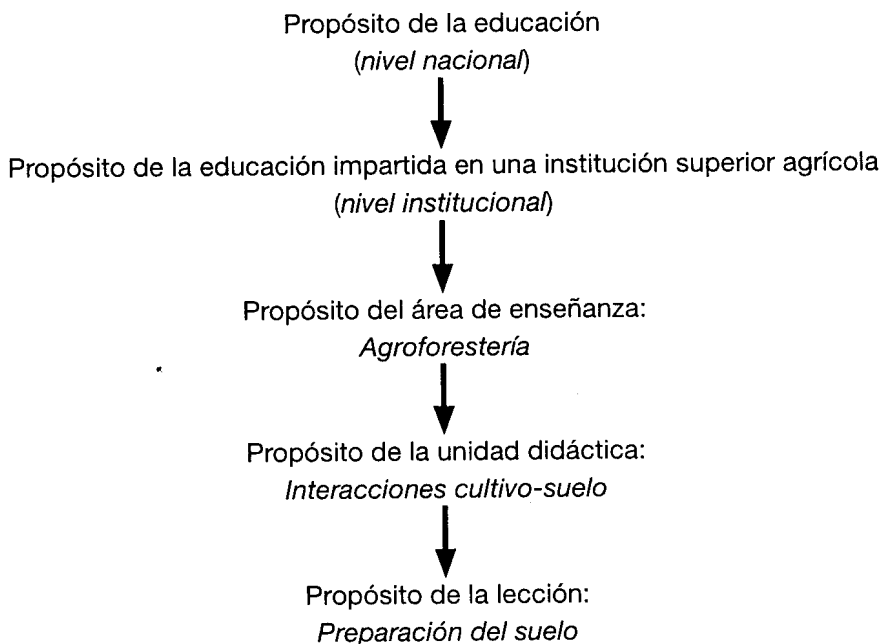 Propósito de la educación
(nivel nacional)
Propósito de la educación impartida en una institución superior agrícola
(nivel institucional)
Propósito del área de enseñanza:
Agroforestería
Propósito de la unidad didáctica:
Interacciones cultivo-suelo
Propósito de la lección:
Preparación del suelo